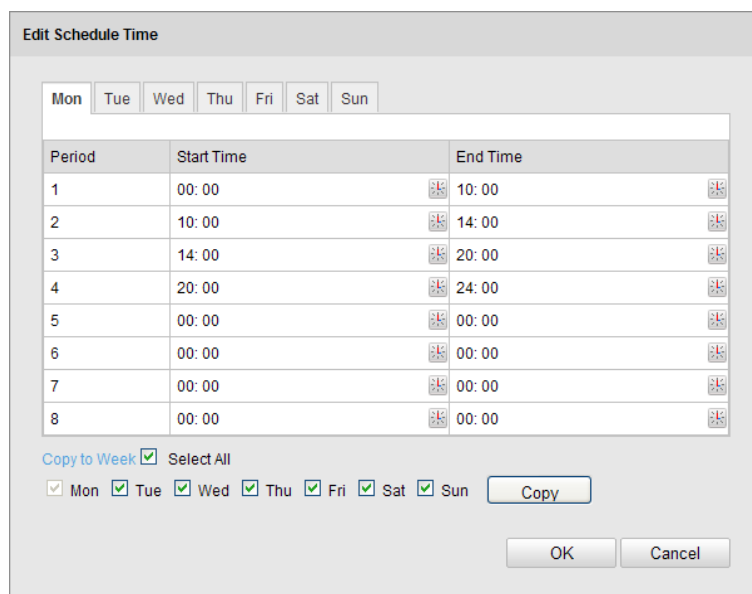 Edit Schedule Time
Mon Tue Wed Thu Fri Sat Sun
Period Start Time End Time
1 00: 00 10: 00
2 10: 00 14: 00
3 14: 00 20: 00
4 20: 00 24: 00
5 00: 00 00: 00
6 00: 00 00: 00
7 00: 00 00: 00
8 00: 00 00: 00
Copy to Week Select All
Mon Tue Wed Thu Fri Sat Sun Copy
OK Cancel